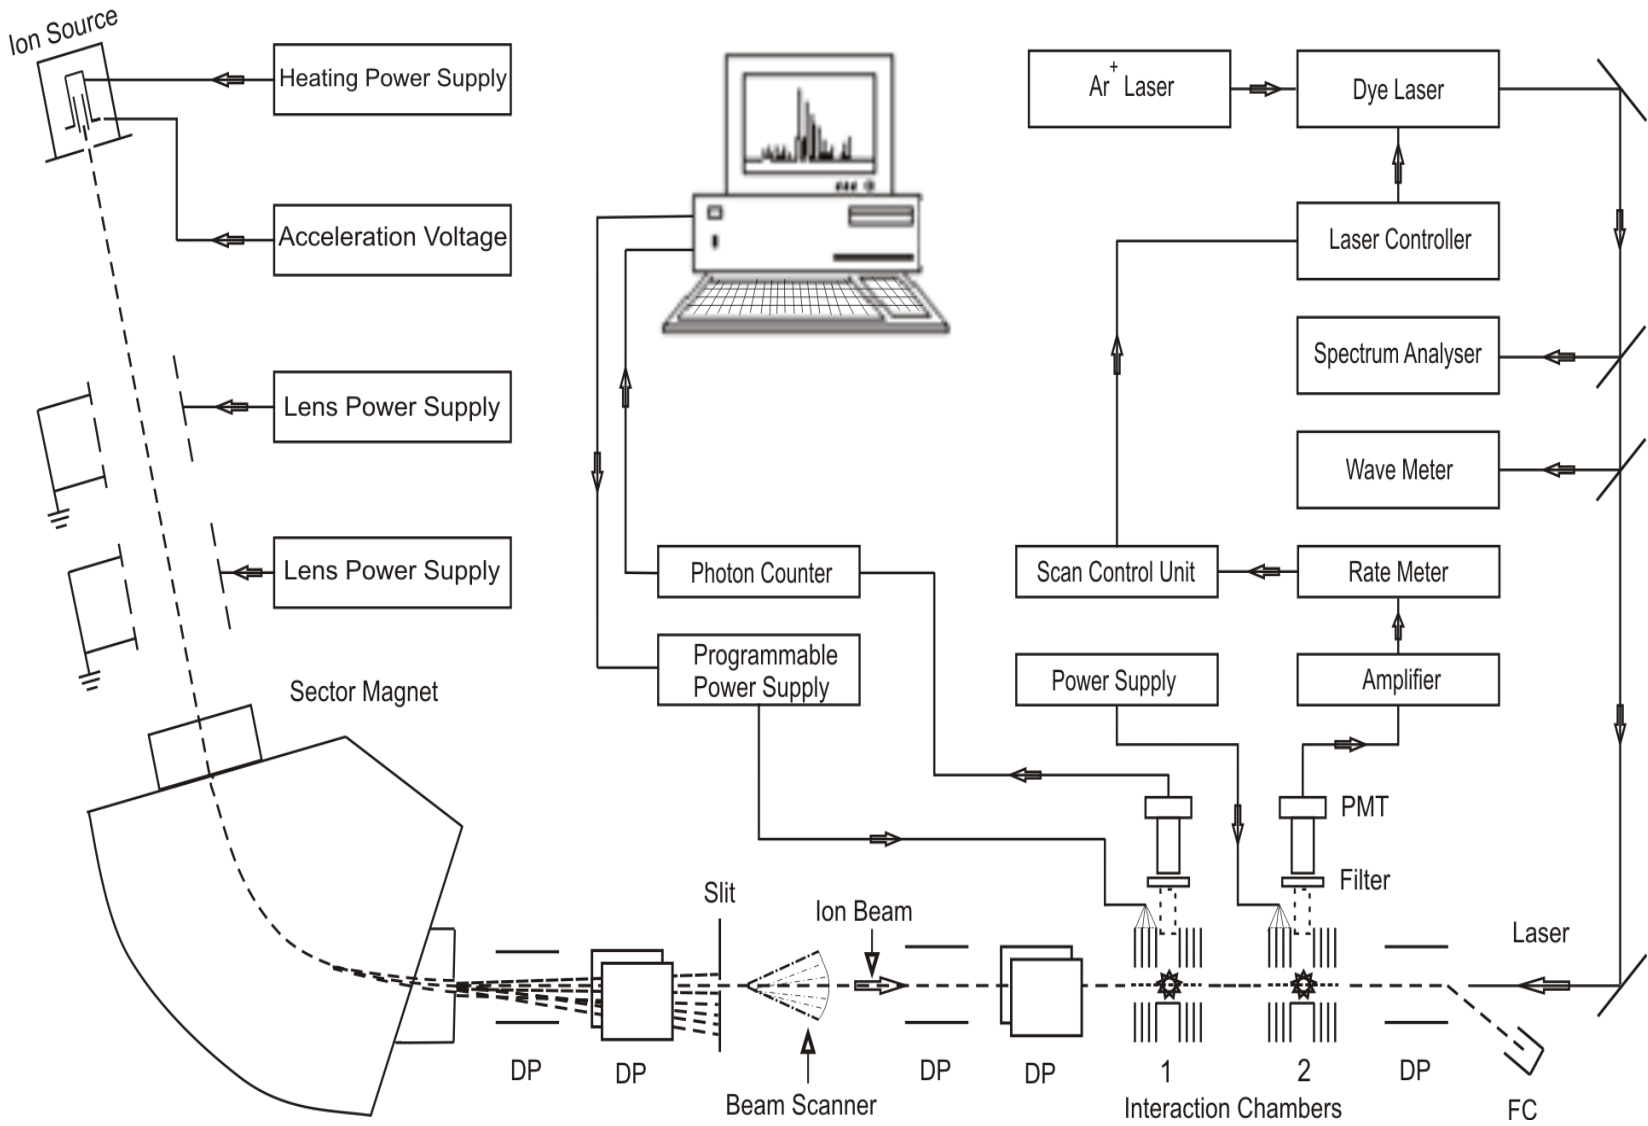 Ion Source
Heating Power Supply
Ar+ Laser
Dye Laser
Acceleration Voltage
Laser Controller
Spectrum Analyser
Lens Power Supply
Wave Meter
Lens Power Supply
Photon Counter
Scan Control Unit
Rate Meter
Programmable
Power Supply
Power Supply
Amplifier
Sector Magnet
PMT
Filter
Slit
Ion Beam
Laser
DP
DP
DP
DP
1
2
DP
Beam Scanner
Interaction Chambers
FC